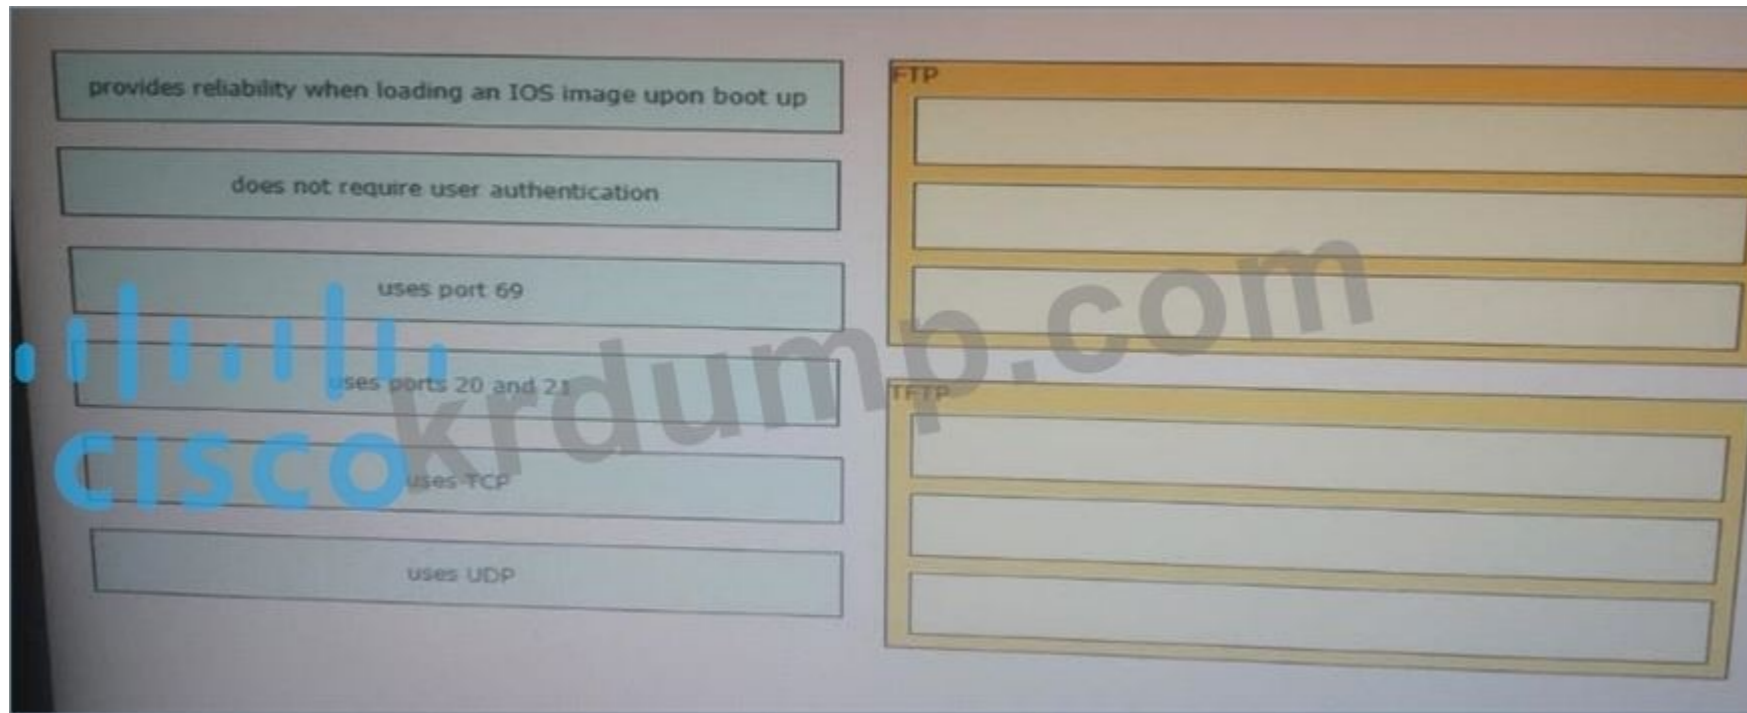 provides reliability when loading an IOS image upon boot up
does not require user authentication
uses port 69
uses ports 20 and 21
uses TCP
uses UDP
FTP
TFTP
CISCO
krdump.com